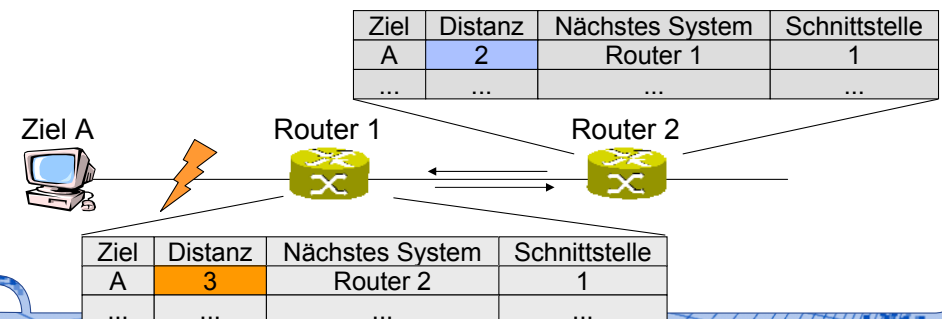 Ziel Distanz Nächstes System Schnittstelle
A 2 Router 1 1
... ... ... ...
Ziel A Router 1 Router 2
Ziel Distanz Nächstes System Schnittstelle
A 3 Router 2 1
... ... ... ...